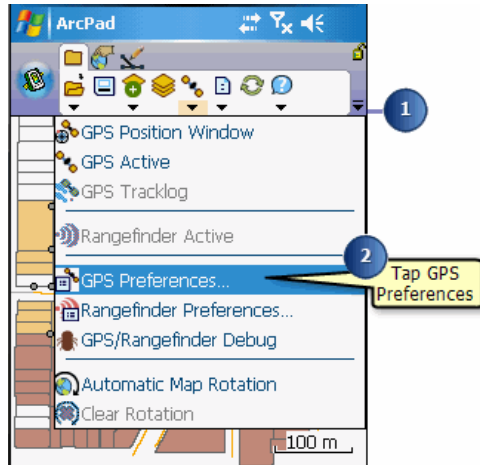 ArcPad
1
GPS Position Window
GPS Active
GPS Tracklog
Rangefinder Active
2
GPS Preferences...
Tap GPS
Preferences
Rangefinder Preferences...
GPS/Rangefinder Debug
Automatic Map Rotation
Clear Rotation
100 m